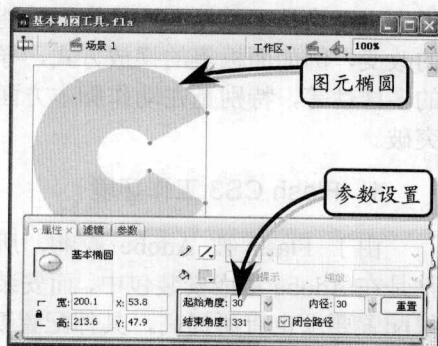 基本椭圆工具.fla
场景 1 工作区 100%
图元椭圆
参数设置
属性 × 滤镜 参数
基本椭圆
宽: 200.1 X: 53.8 起始角度: 30 内径: 30 重置
高: 213.6 Y: 47.9 结束角度: 331 闭合路径